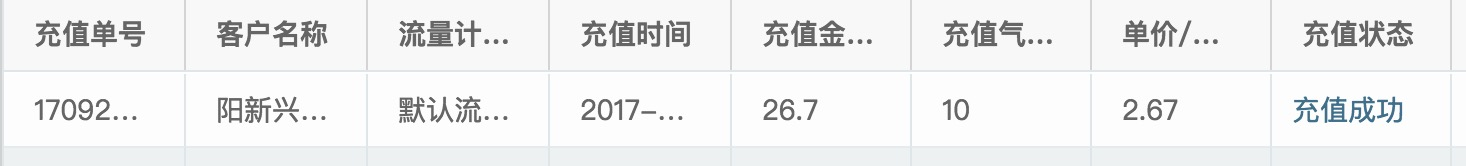 充值单号 客户名称 流量计... 充值时间 充值金... 充值气... 单价/... 充值状态
17092... 阳新兴... 默认流... 2017-... 26.7 10 2.67 充值成功